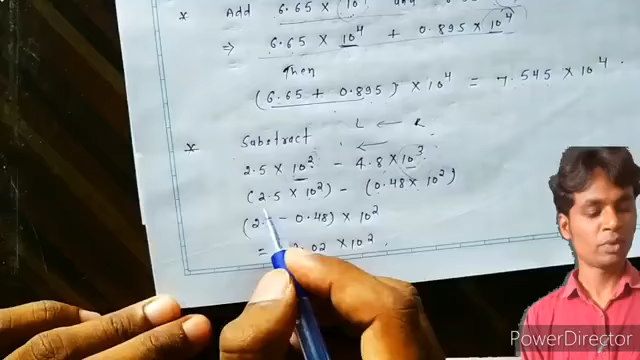 * Add 6.65 × 10 and
⇒ 6.65 × 10⁴ + 0.895 × 10⁴
Then
(6.65 + 0.895) × 10⁴ = 7.545 × 10⁴.
L ← R
* Substract ←
2.5 × 10² - 4.8 × 10³.
(2.5 × 10²) - (0.48 × 10²)
(2. - 0.48) × 10²
= .02 × 10².
PowerDirector